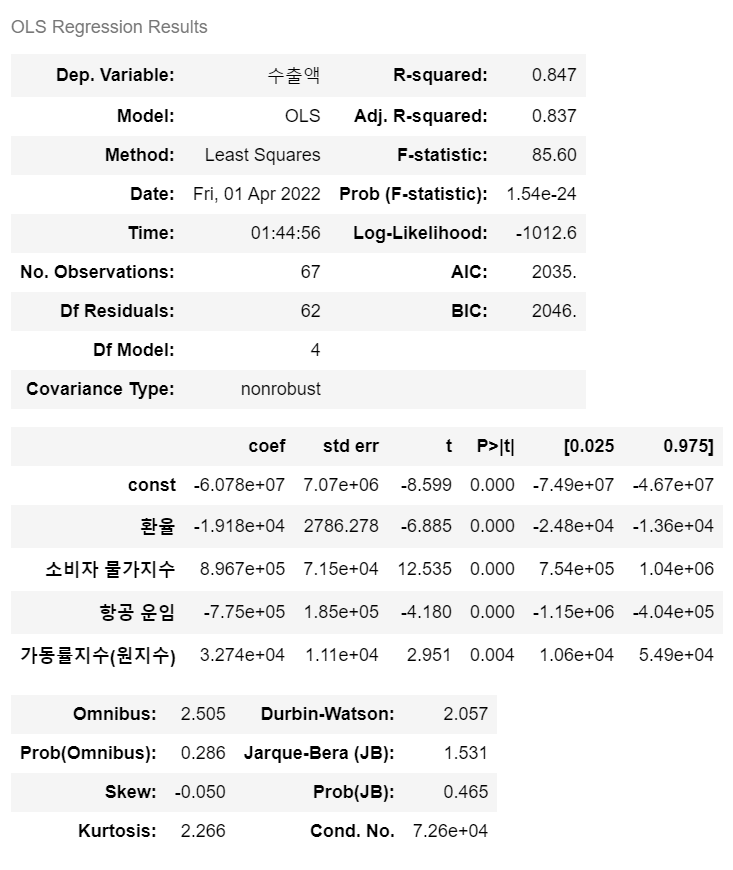 OLS Regression Results
Dep. Variable: 수출액 R-squared: 0.847
Model: OLS Adj. R-squared: 0.837
Method: Least Squares F-statistic: 85.60
Date: Fri, 01 Apr 2022 Prob (F-statistic): 1.54e-24
Time: 01:44:56 Log-Likelihood: -1012.6
No. Observations: 67 AIC: 2035.
Df Residuals: 62 BIC: 2046.
Df Model: 4
Covariance Type: nonrobust
coef std err t P>|t| [0.025 0.975]
const -6.078e+07 7.07e+06 -8.599 0.000 -7.49e+07 -4.67e+07
환율 -1.918e+04 2786.278 -6.885 0.000 -2.48e+04 -1.36e+04
소비자 물가지수 8.967e+05 7.15e+04 12.535 0.000 7.54e+05 1.04e+06
항공 운임 -7.75e+05 1.85e+05 -4.180 0.000 -1.15e+06 -4.04e+05
가동률지수(원지수) 3.274e+04 1.11e+04 2.951 0.004 1.06e+04 5.49e+04
Omnibus: 2.505 Durbin-Watson: 2.057
Prob(Omnibus): 0.286 Jarque-Bera (JB): 1.531
Skew: -0.050 Prob(JB): 0.465
Kurtosis: 2.266 Cond. No. 7.26e+04